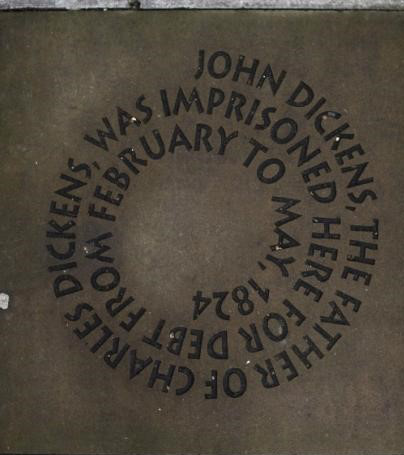 JOHN DICKENS, THE FATHER OF CHARLES DICKENS, WAS IMPRISONED HERE FOR DEBT FROM FEBRUARY TO MAY, 1824